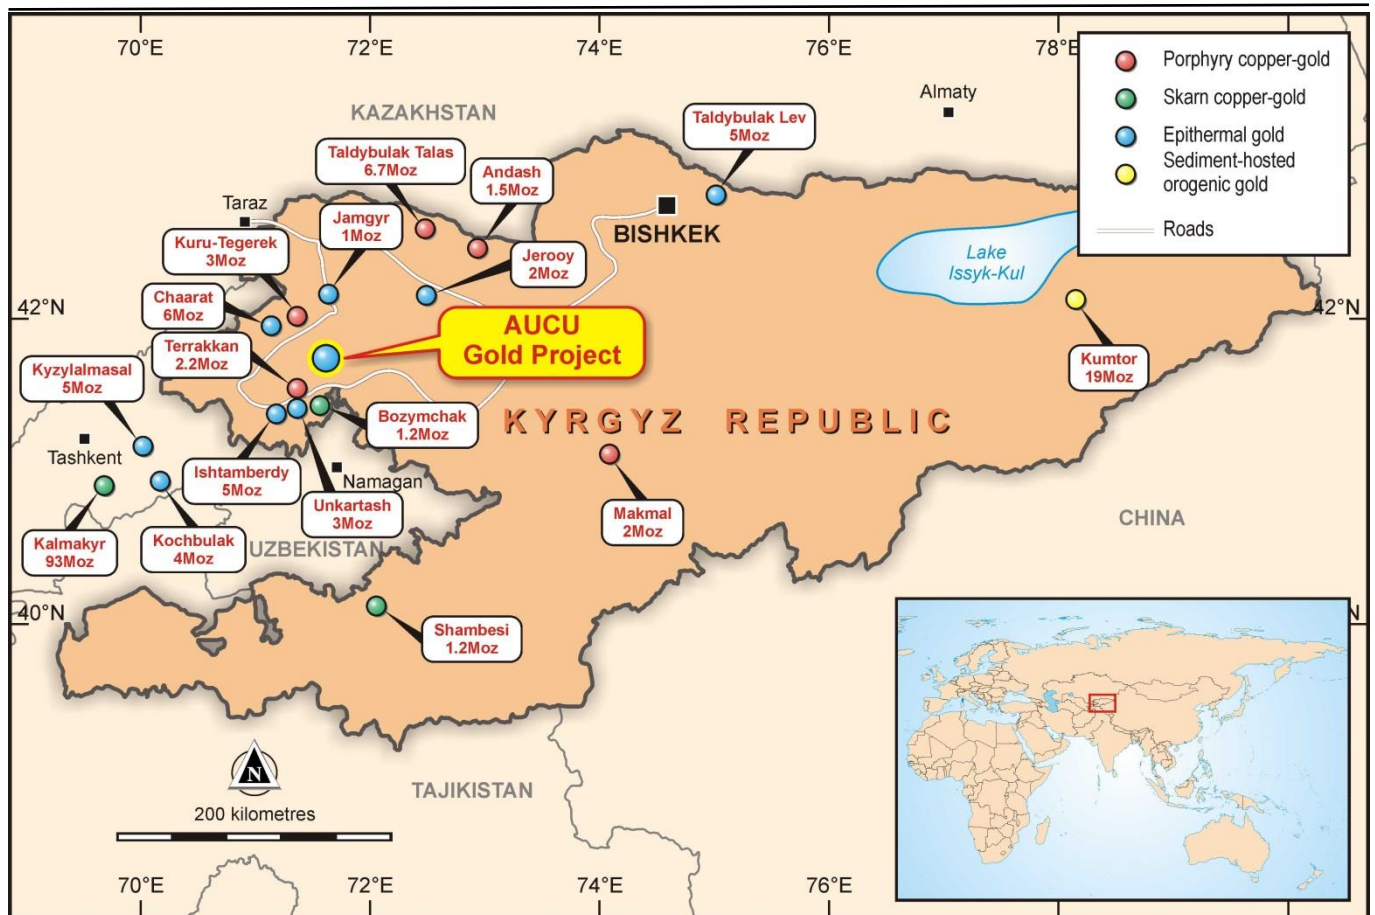 70°E
72°E
74°E
76°E
78°E
Porphyry copper-gold
Skarn copper-gold
Epithermal gold
Sediment-hosted
orogenic gold
Roads
Almaty
KAZAKHSTAN
Taldybulak Lev
5Moz
Taldybulak Talas
6.7Moz
Andash
1.5Moz
Taraz
Jamgyr
1Moz
BISHKEK
Kuru-Tegerek
3Moz
Jerooy
2Moz
Lake
Issyk-Kul
Chaarat
6Moz
42°N
42°N
AUCU
Gold Project
Terrakkan
2.2Moz
Kumtor
19Moz
Kyzylalmasal
5Moz
Bozymchak
1.2Moz
KYRGYZ REPUBLIC
Tashkent
Ishtamberdy
5Moz
Namagan
Unkartash
3Moz
Makmal
2Moz
CHINA
Kalmakyr
93Moz
Kochbulak
4Moz
UZBEKISTAN
40°N
N
Shambesi
1.2Moz
TAJIKISTAN
N
200 kilometres
70°E
72°E
74°E
76°E